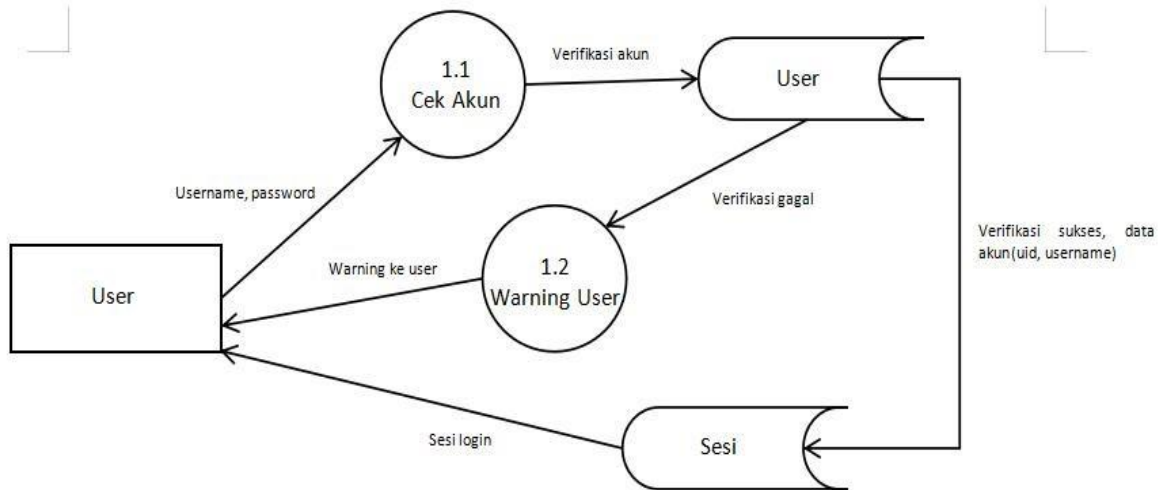 1.1
Cek Akun
Verifikasi akun
User
Username, password
Verifikasi gagal
Verifikasi sukses, data
akun(uid, username)
User
Warning ke user
1.2
Warning User
Sesi login
Sesi